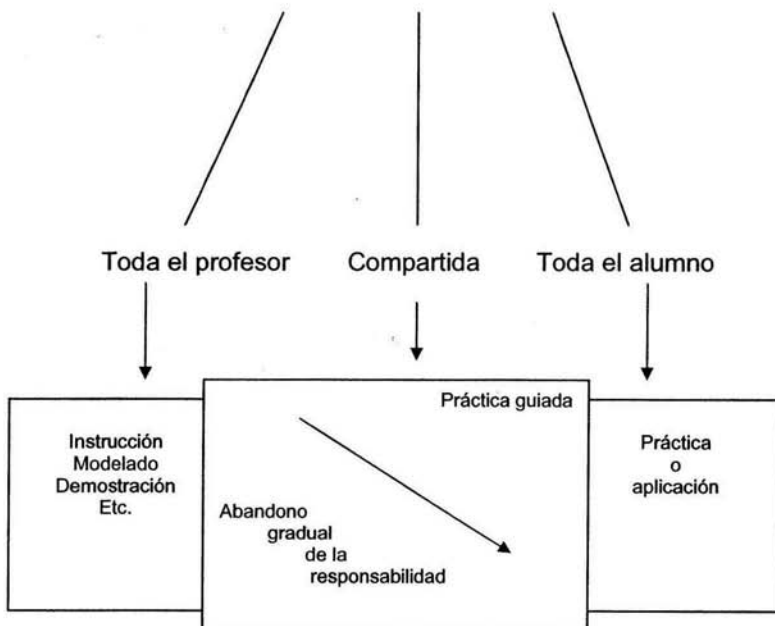 Toda el profesor
Compartida
Toda el alumno
Instrucción
Modelado
Demostración
Etc.
Práctica guiada
Abandono
gradual
de la
responsabilidad
Práctica
o
aplicación